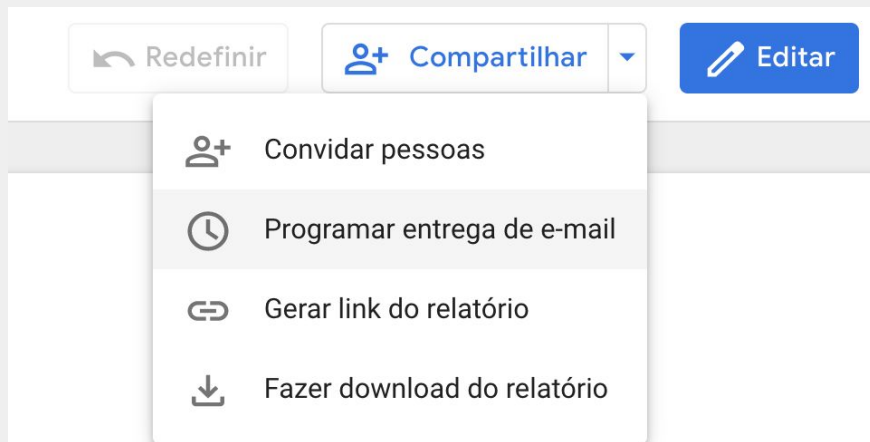 Redefinir
Compartilhar
Editar
Convidar pessoas
Programar entrega de e-mail
Gerar link do relatório
Fazer download do relatório